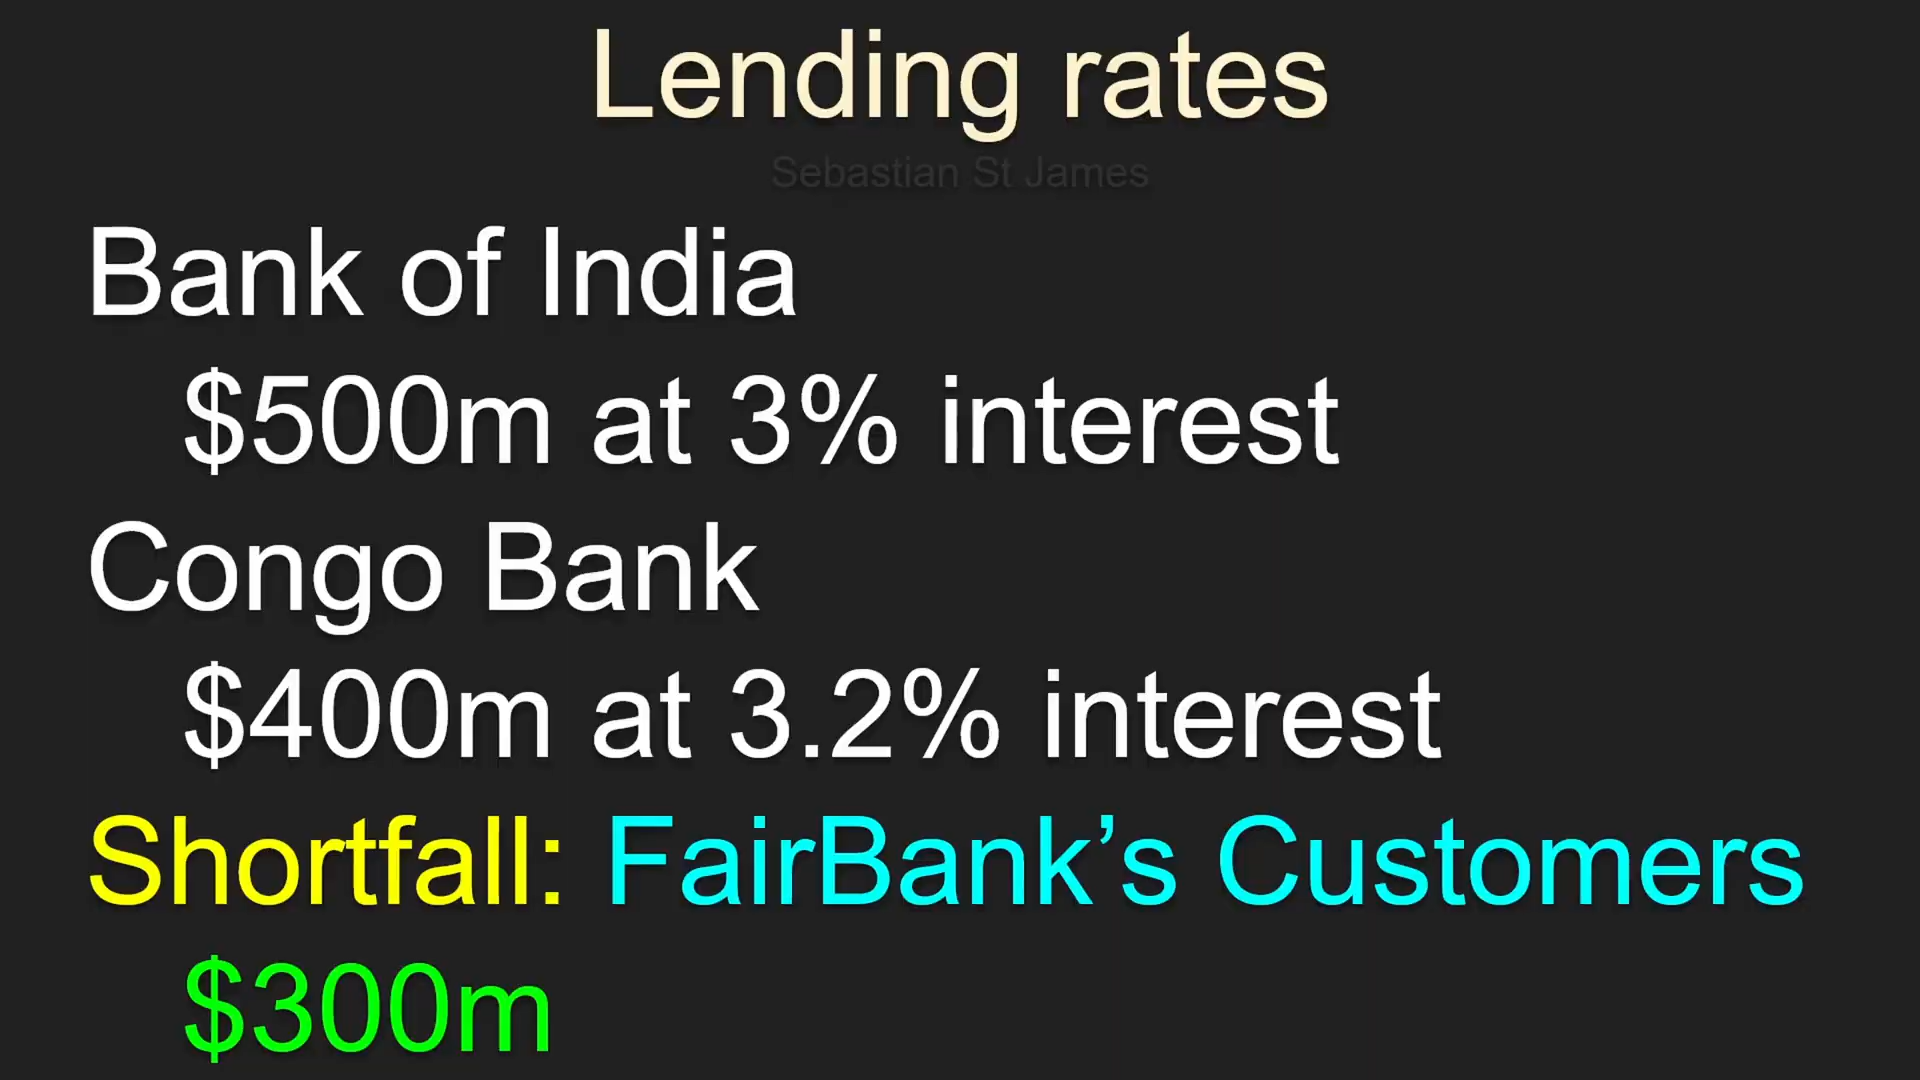 Lending rates
Sebastian St James
Bank of India
$500m at 3% interest
Congo Bank
$400m at 3.2% interest
Shortfall: FairBank’s Customers
$300m